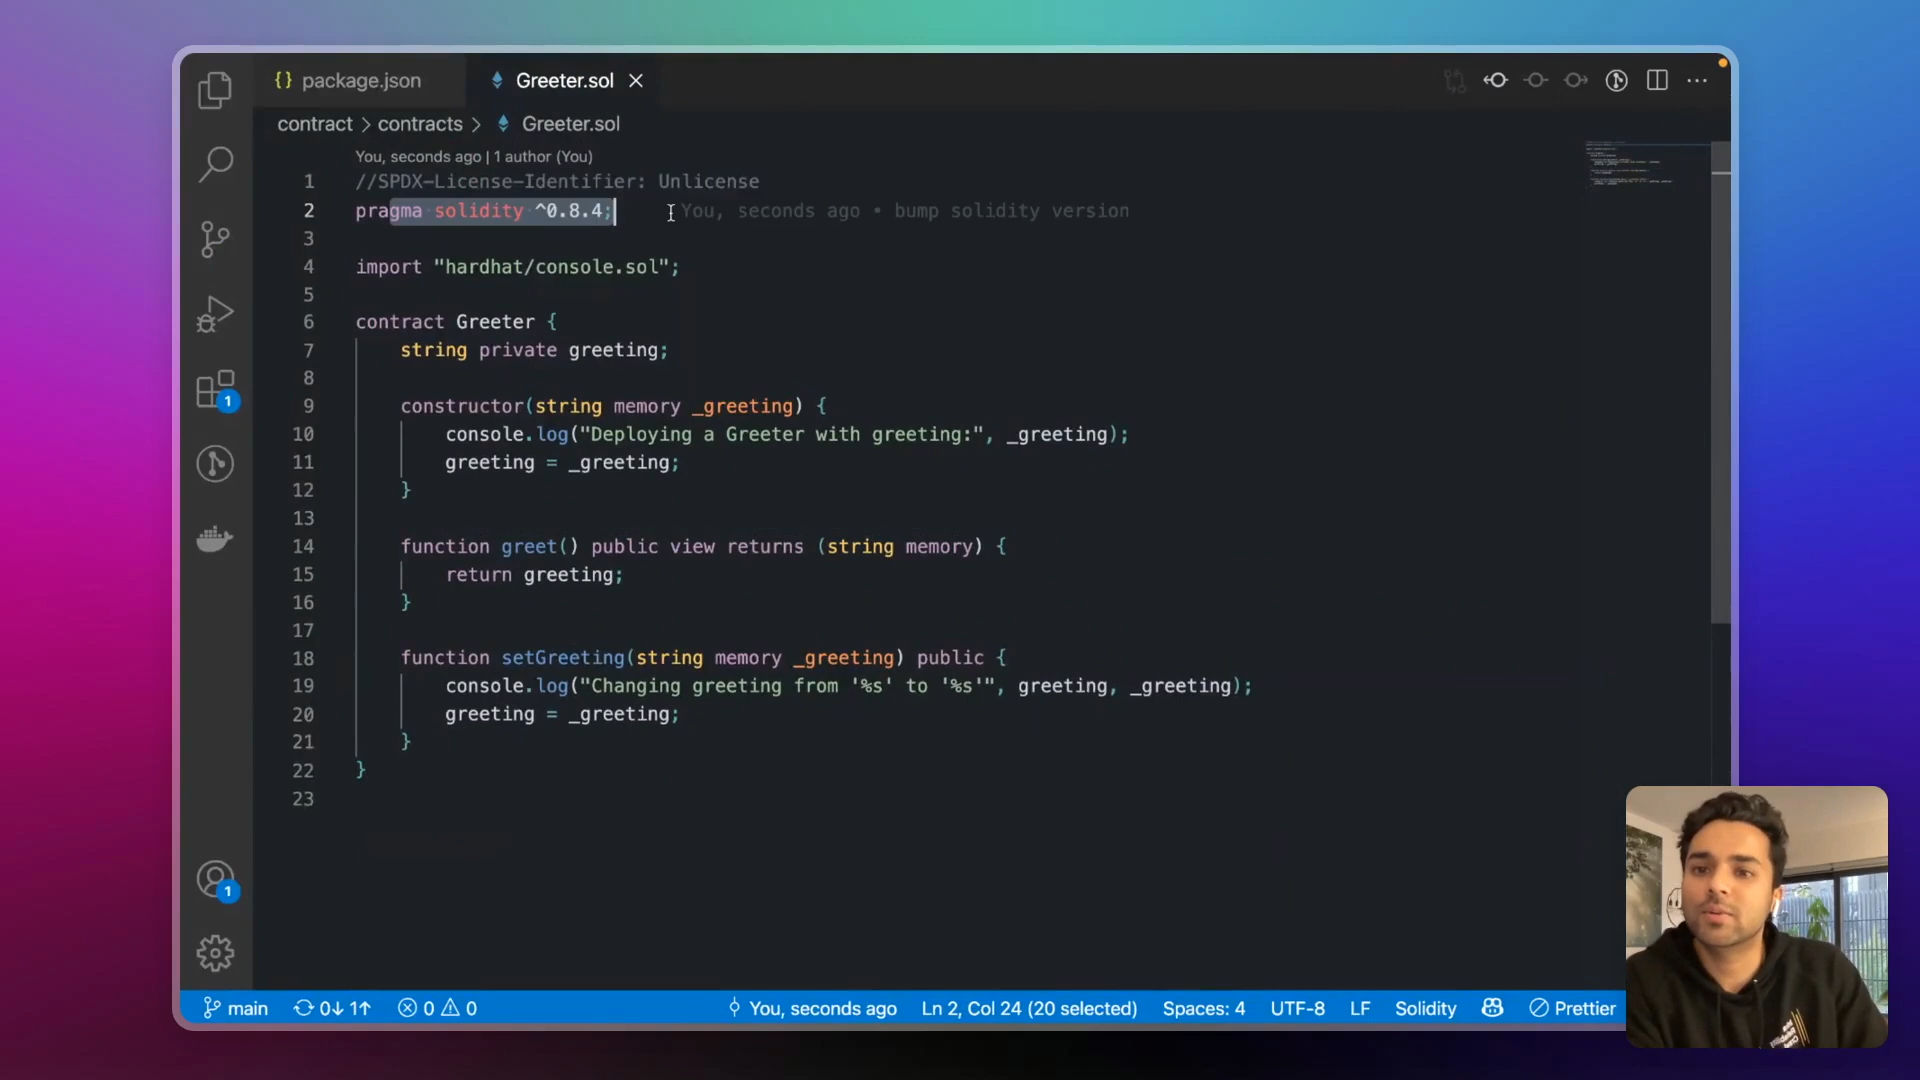 {} package.json
Greeter.sol
contract > contracts > Greeter.sol
You, seconds ago | 1 author (You)
1 //SPDX-License-Identifier: Unlicense
2 pragma solidity ^0.8.4; You, seconds ago • bump solidity version
3
4 import "hardhat/console.sol";
5
6 contract Greeter {
7 string private greeting;
8
9 constructor(string memory _greeting) {
10 console.log("Deploying a Greeter with greeting:", _greeting);
11 greeting = _greeting;
12 }
13
14 function greet() public view returns (string memory) {
15 return greeting;
16 }
17
18 function setGreeting(string memory _greeting) public {
19 console.log("Changing greeting from '%s' to '%s'", greeting, _greeting);
20 greeting = _greeting;
21 }
22 }
23
1
1
main 0↓ 1↑ 0 0 You, seconds ago Ln 2, Col 24 (20 selected) Spaces: 4 UTF-8 LF Solidity Prettier